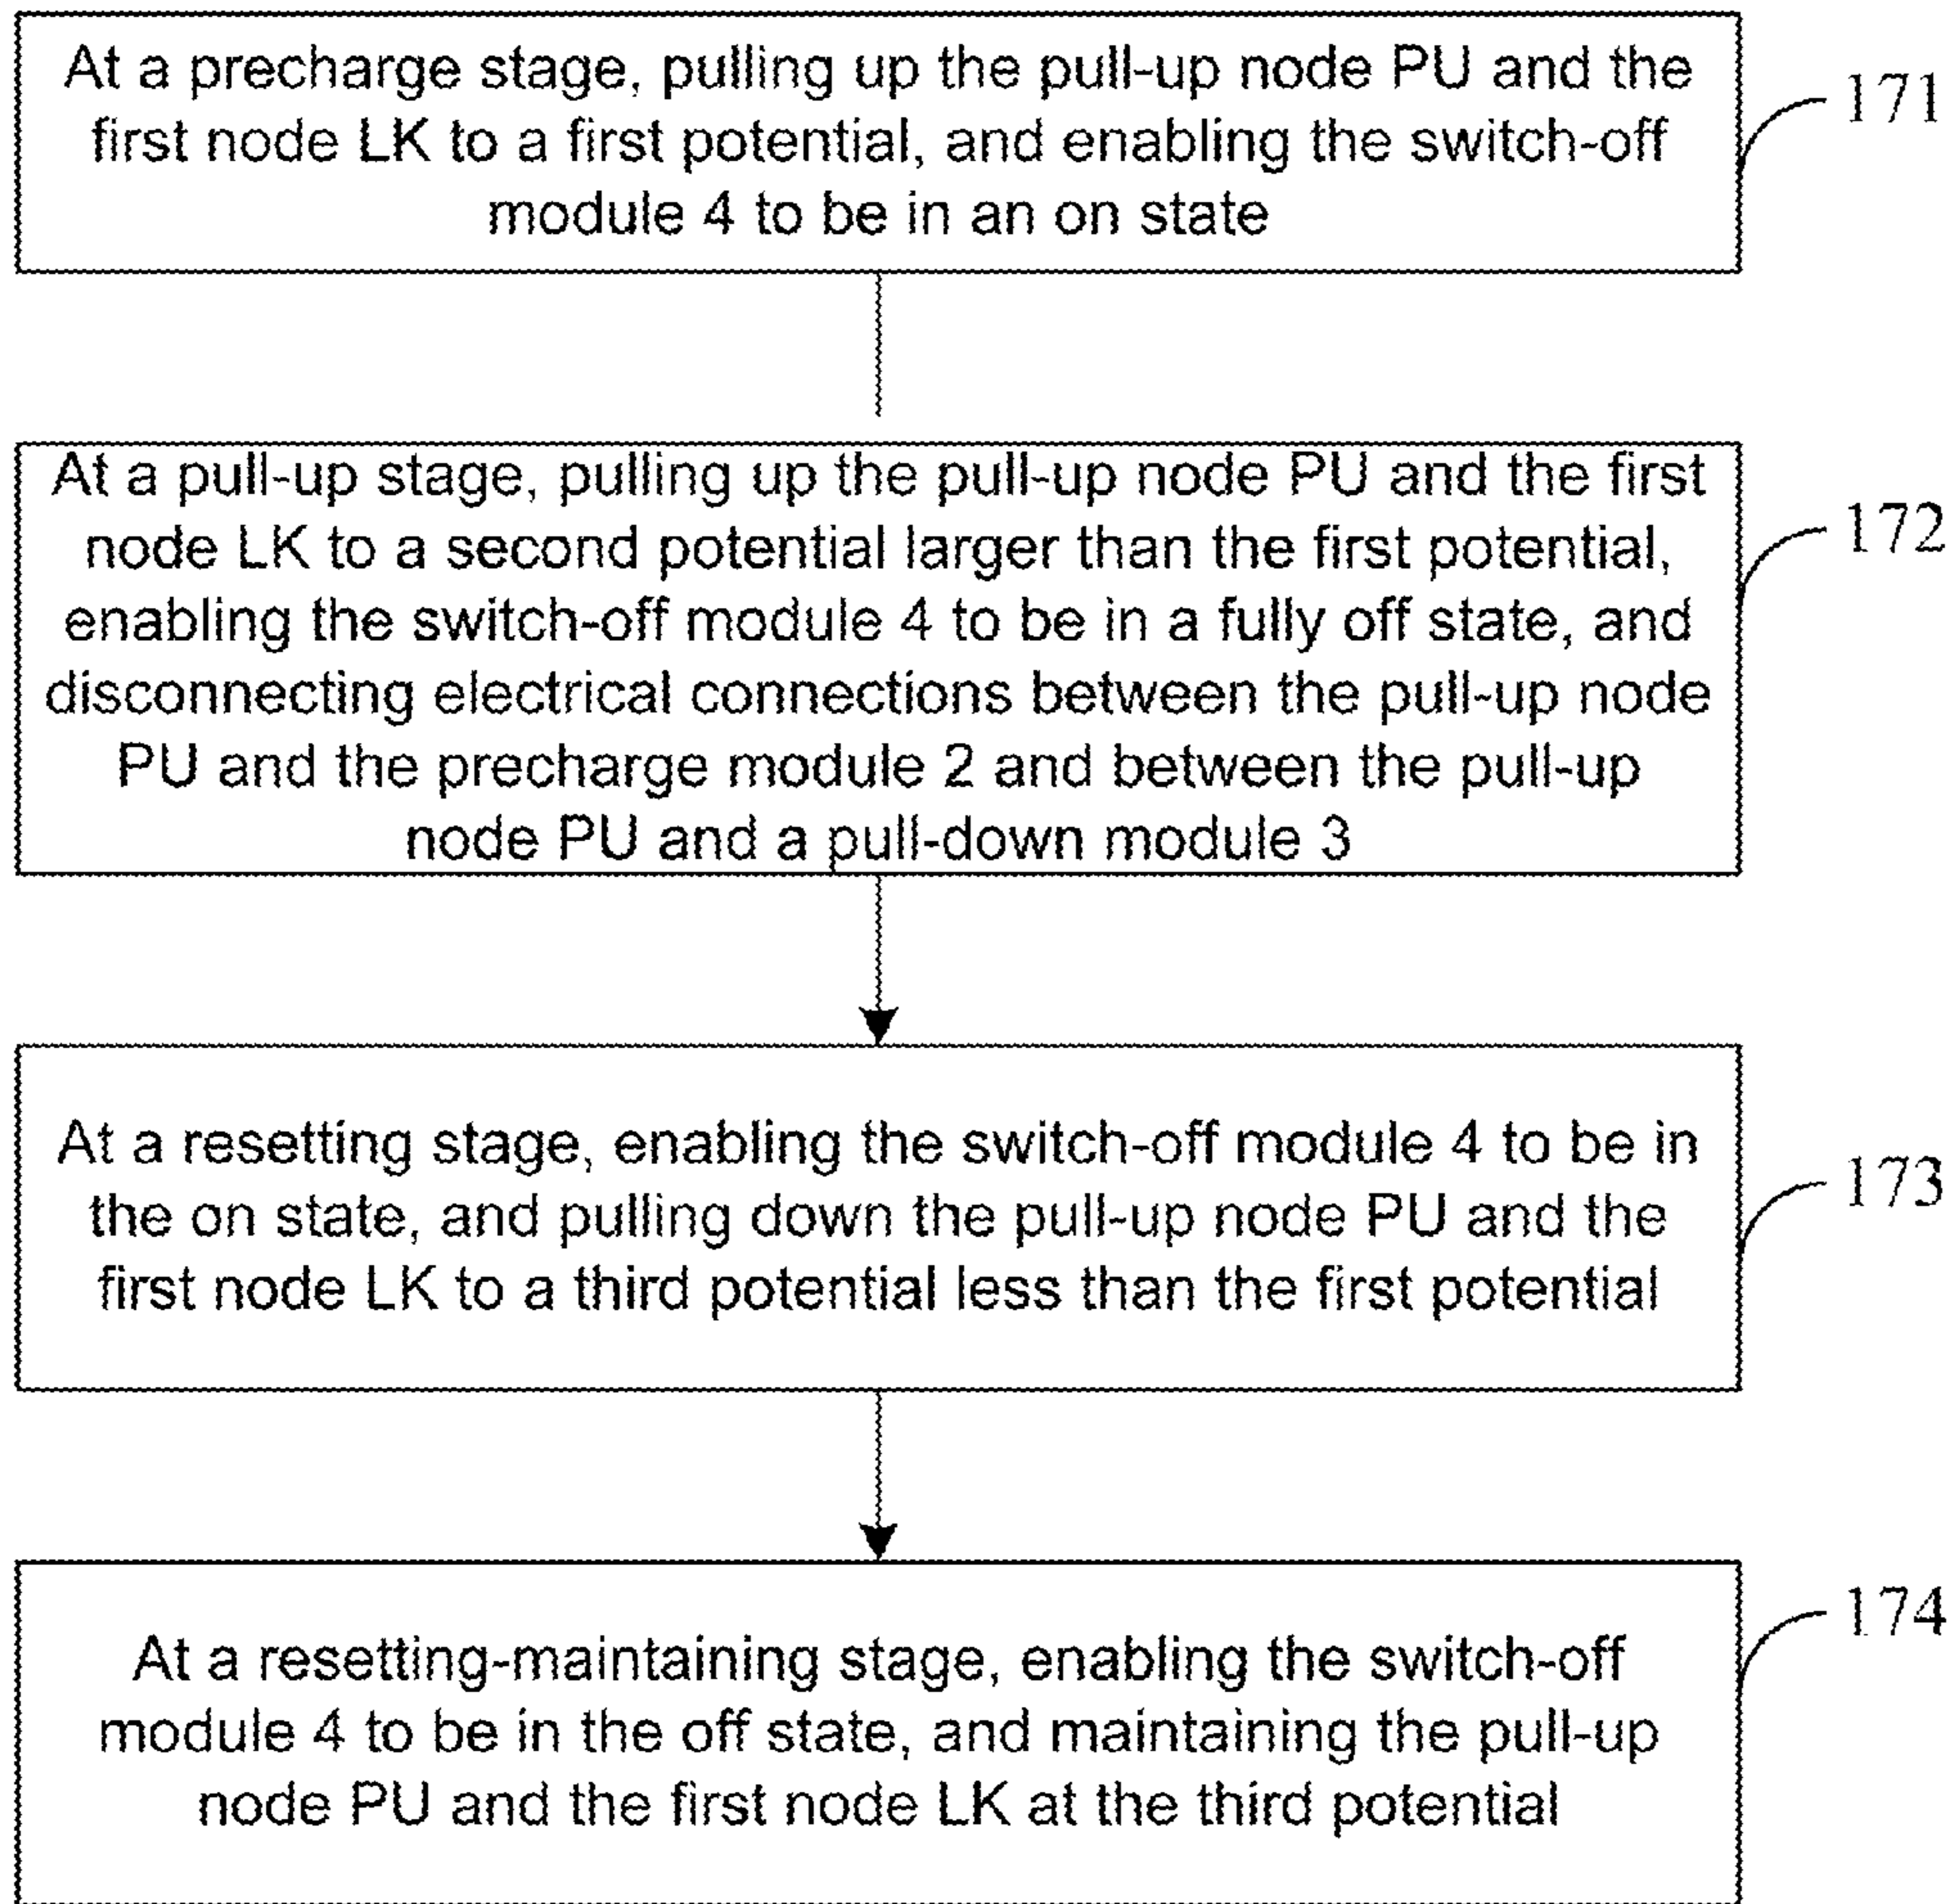 At a precharge stage, pulling up the pull-up node PU and the
first node LK to a first potential, and enabling the switch-off
module 4 to be in an on state
171
At a pull-up stage, pulling up the pull-up node PU and the first
node LK to a second potential larger than the first potential,
enabling the switch-off module 4 to be in a fully off state, and
disconnecting electrical connections between the pull-up node
PU and the precharge module 2 and between the pull-up
node PU and a pull-down module 3
172
At a resetting stage, enabling the switch-off module 4 to be in
the on state, and pulling down the pull-up node PU and the
first node LK to a third potential less than the first potential
173
At a resetting-maintaining stage, enabling the switch-off
module 4 to be in the off state, and maintaining the pull-up
node PU and the first node LK at the third potential
174